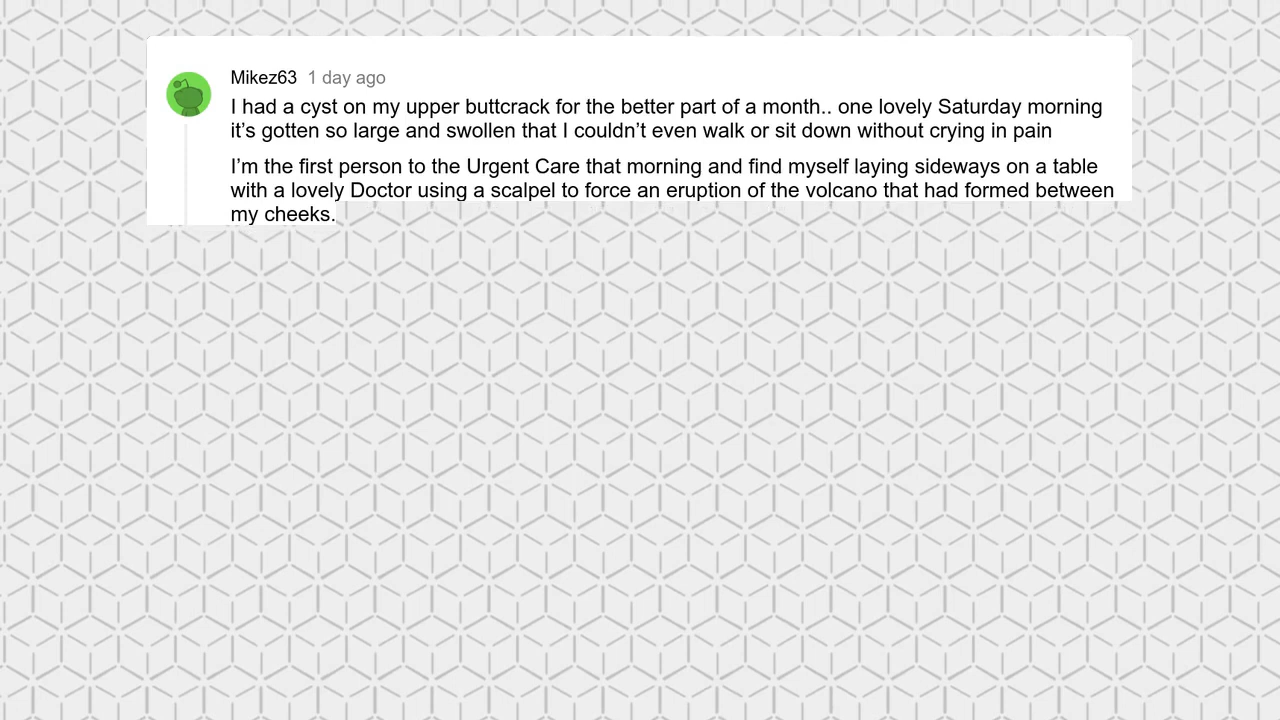 Mikez63 1 day ago
I had a cyst on my upper buttcrack for the better part of a month.. one lovely Saturday morning
it’s gotten so large and swollen that I couldn’t even walk or sit down without crying in pain
I’m the first person to the Urgent Care that morning and find myself laying sideways on a table
with a lovely Doctor using a scalpel to force an eruption of the volcano that had formed between
my cheeks.